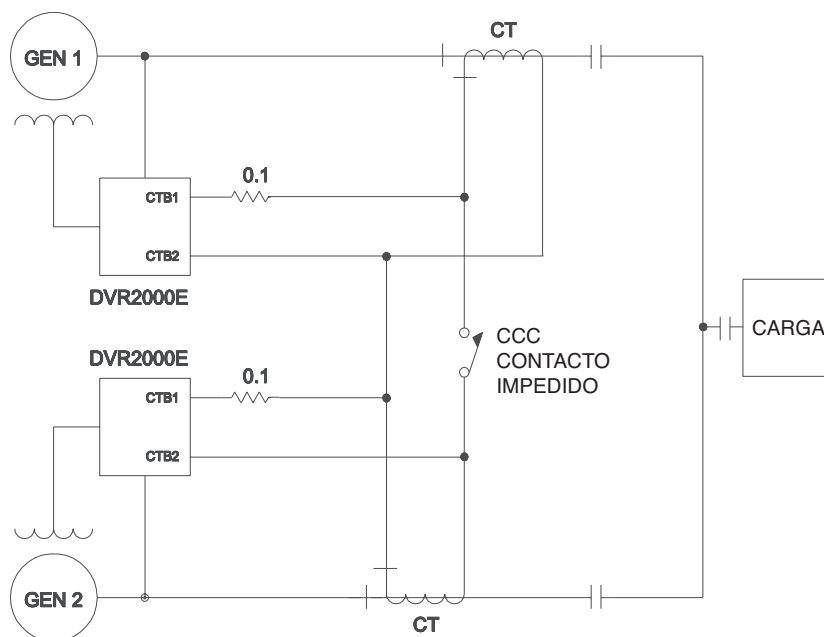 CT
GEN 1
0.1
CTB1
CTB2
DVR2000E
CCC
CONTACTO
IMPEDIDO
CARGA
DVR2000E
0.1
CTB1
CTB2
GEN 2
CT